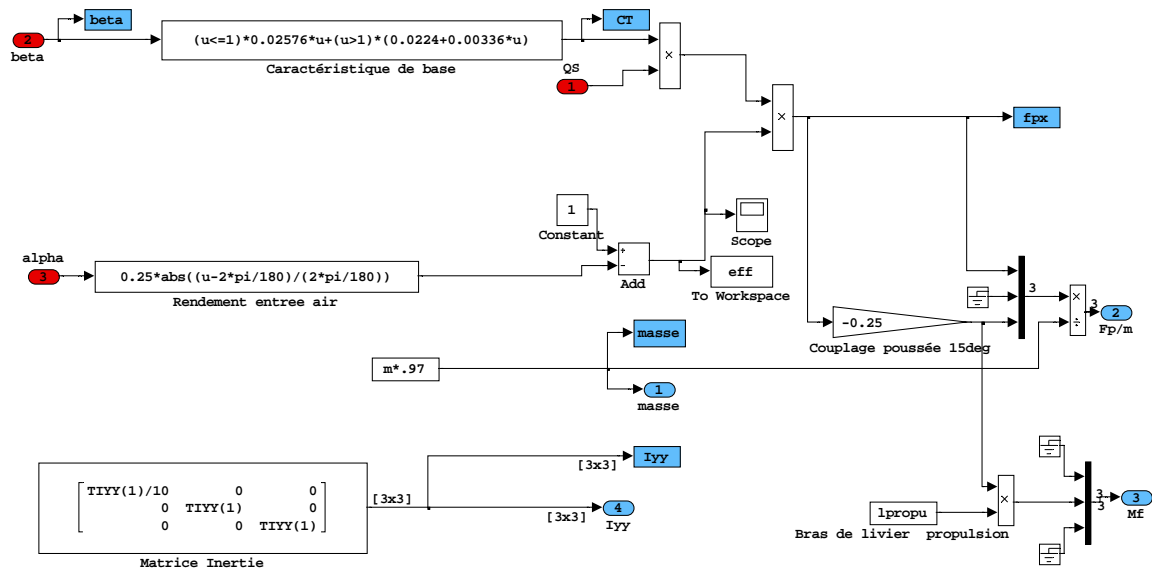 beta
CT
2
(u<=1)*0.02576*u+(u>1)*(0.0224+0.00336*u)
×
beta
Caractéristique de base
QS
1
×
fpx
1
Constant
Scope
alpha
3
0.25*abs((u-2*pi/180)/(2*pi/180))
Rendement entree air
+
-
Add
eff
To Workspace
3
×
÷
3
2
Fp/m
-0.25
Couplage poussée 15deg
masse
m*.97
1
masse
Iyy
[3x3]
TIYY(1)/10 0 0
0 TIYY(1) 0
0 0 TIYY(1)
[3x3]
[3x3]
4
Iyy
Matrice Inertie
lpropu
×
Bras de livier propulsion
3
3
3
Mf